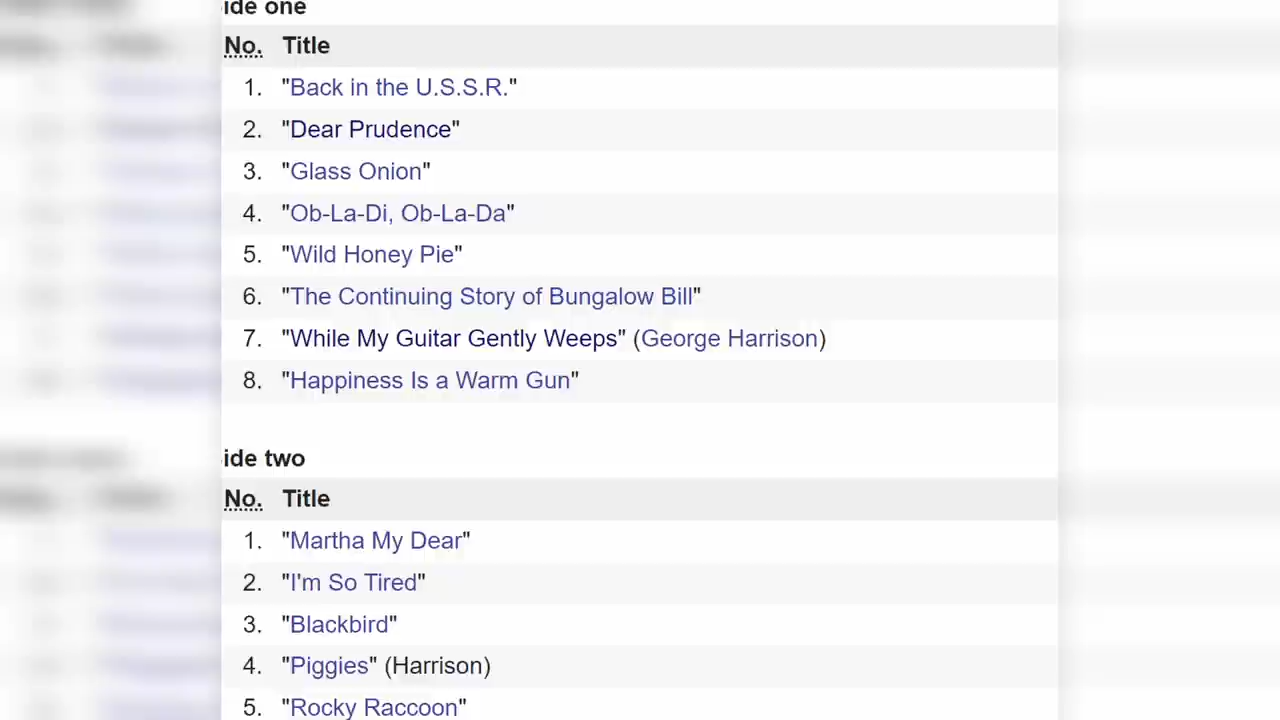 ide one
No. Title
1. "Back in the U.S.S.R."
2. "Dear Prudence"
3. "Glass Onion"
4. "Ob-La-Di, Ob-La-Da"
5. "Wild Honey Pie"
6. "The Continuing Story of Bungalow Bill"
7. "While My Guitar Gently Weeps" (George Harrison)
8. "Happiness Is a Warm Gun"
ide two
No. Title
1. "Martha My Dear"
2. "I'm So Tired"
3. "Blackbird"
4. "Piggies" (Harrison)
5. "Rocky Raccoon"